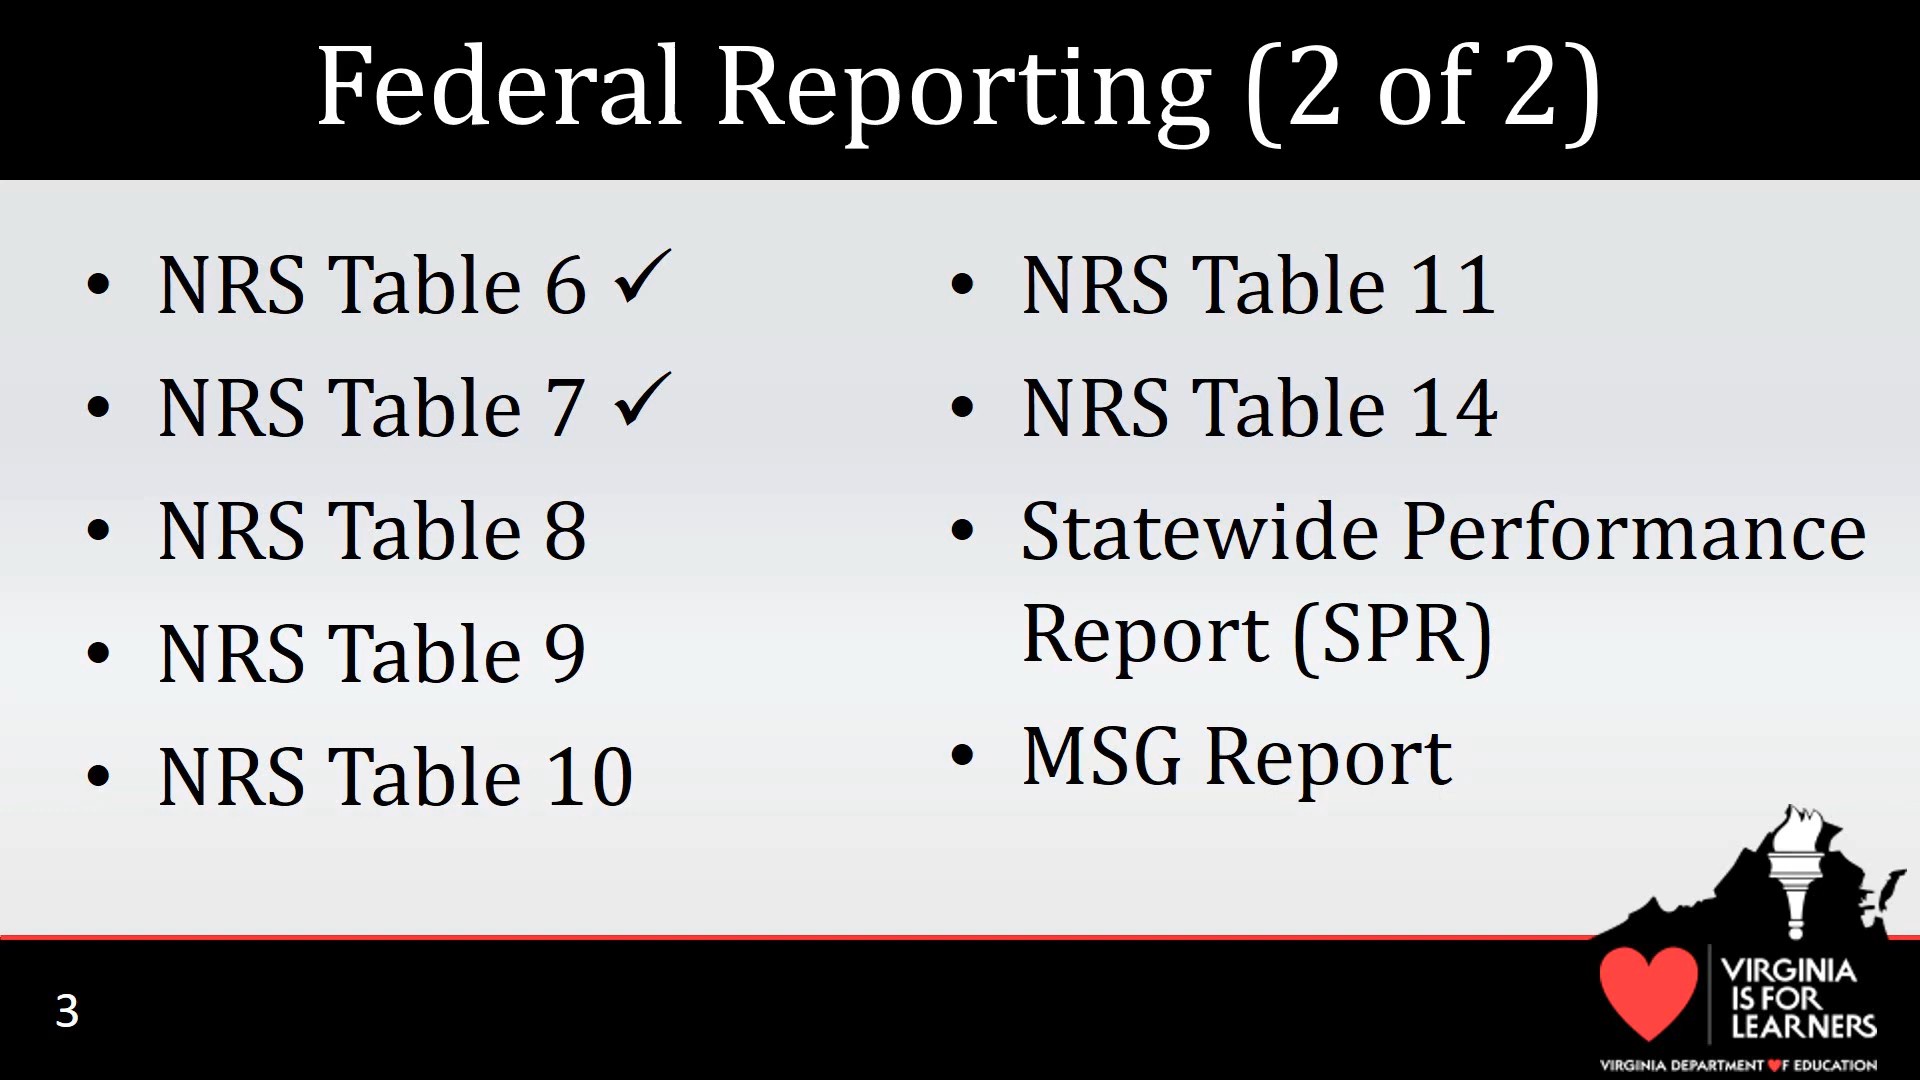 Federal Reporting (2 of 2)
• NRS Table 6 ✓
• NRS Table 7 ✓
• NRS Table 8
• NRS Table 9
• NRS Table 10
• NRS Table 11
• NRS Table 14
• Statewide Performance
Report (SPR)
• MSG Report
3
VIRGINIA
IS FOR
LEARNERS
VIRGINIA DEPARTMENT ♥F EDUCATION